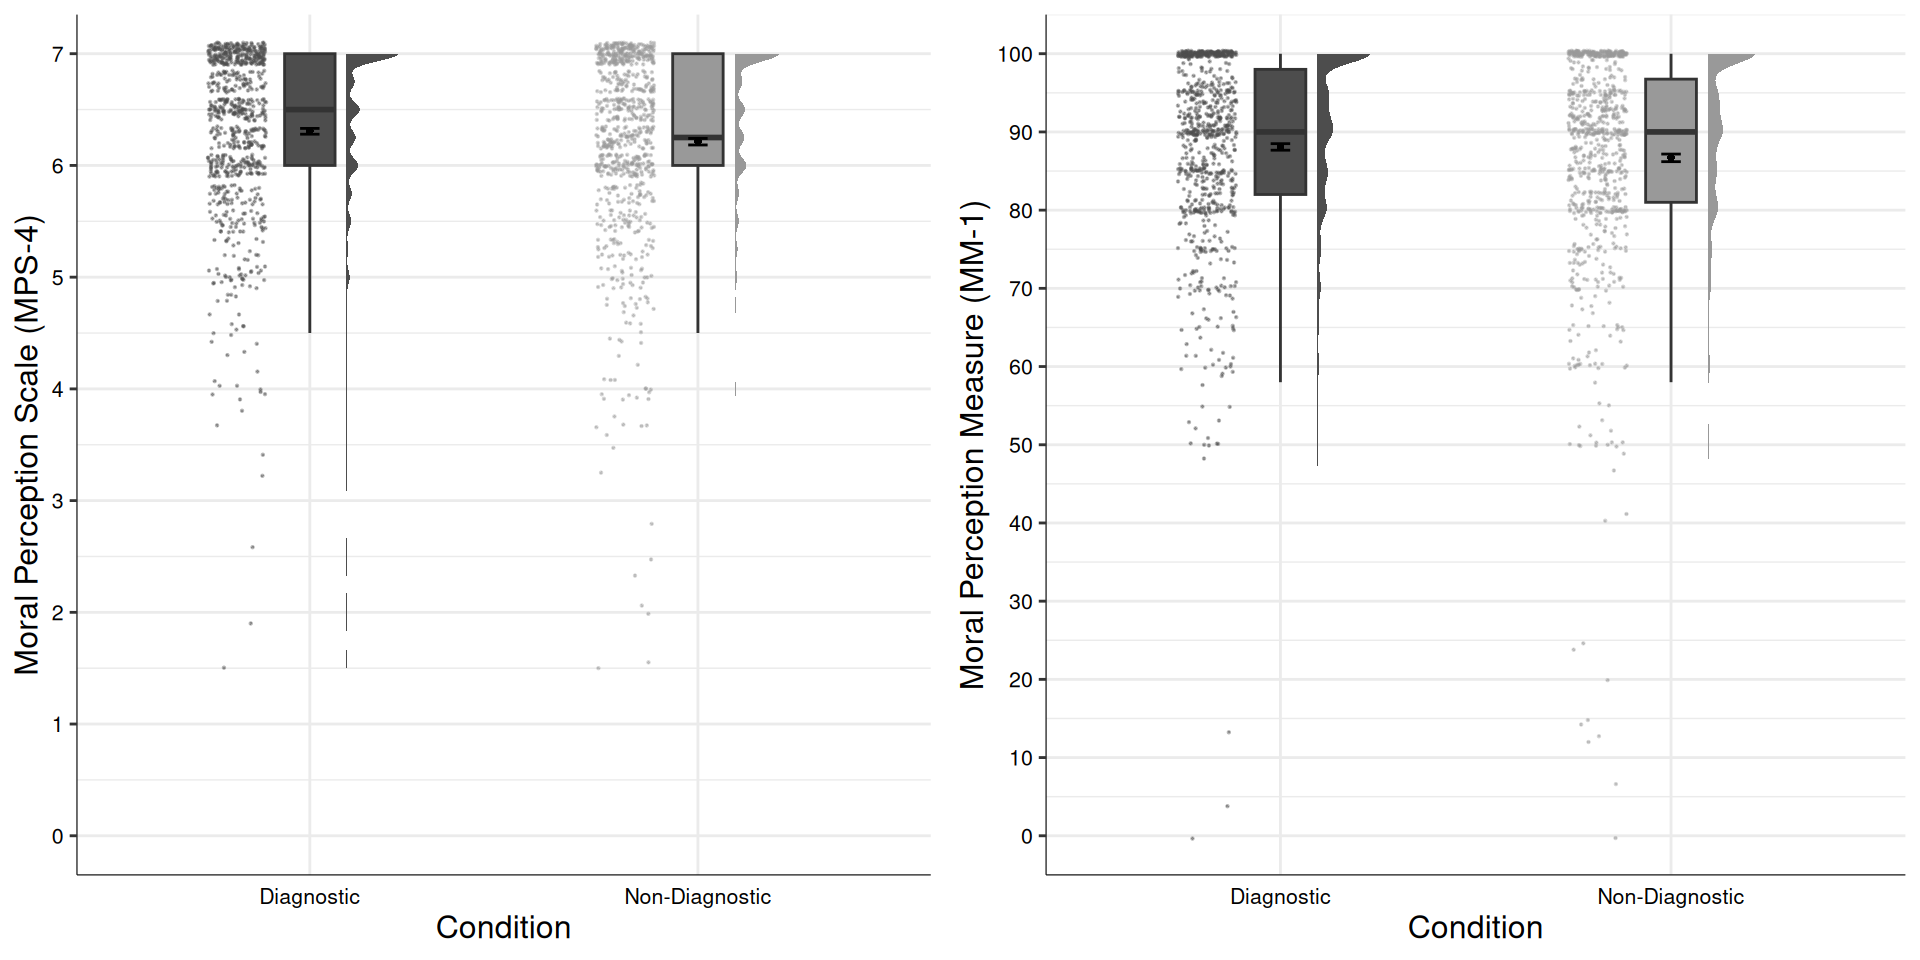 Moral Perception Scale (MPS-4)
7
6
5
4
3
2
1
0
Diagnostic
Non-Diagnostic
Condition
Moral Perception Measure (MM-1)
100
90
80
70
60
50
40
30
20
10
0
Diagnostic
Non-Diagnostic
Condition